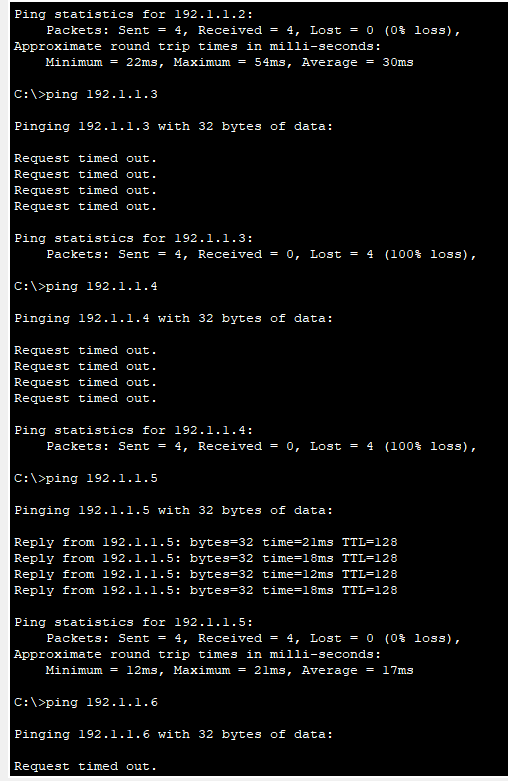 Ping statistics for 192.1.1.2:
    Packets: Sent = 4, Received = 4, Lost = 0 (0% loss),
Approximate round trip times in milli-seconds:
    Minimum = 22ms, Maximum = 54ms, Average = 30ms
C:\>ping 192.1.1.3
Pinging 192.1.1.3 with 32 bytes of data:
Request timed out.
Request timed out.
Request timed out.
Request timed out.
Ping statistics for 192.1.1.3:
    Packets: Sent = 4, Received = 0, Lost = 4 (100% loss),
C:\>ping 192.1.1.4
Pinging 192.1.1.4 with 32 bytes of data:
Request timed out.
Request timed out.
Request timed out.
Request timed out.
Ping statistics for 192.1.1.4:
    Packets: Sent = 4, Received = 0, Lost = 4 (100% loss),
C:\>ping 192.1.1.5
Pinging 192.1.1.5 with 32 bytes of data:
Reply from 192.1.1.5: bytes=32 time=21ms TTL=128
Reply from 192.1.1.5: bytes=32 time=18ms TTL=128
Reply from 192.1.1.5: bytes=32 time=12ms TTL=128
Reply from 192.1.1.5: bytes=32 time=18ms TTL=128
Ping statistics for 192.1.1.5:
    Packets: Sent = 4, Received = 4, Lost = 0 (0% loss),
Approximate round trip times in milli-seconds:
    Minimum = 12ms, Maximum = 21ms, Average = 17ms
C:\>ping 192.1.1.6
Pinging 192.1.1.6 with 32 bytes of data:
Request timed out.